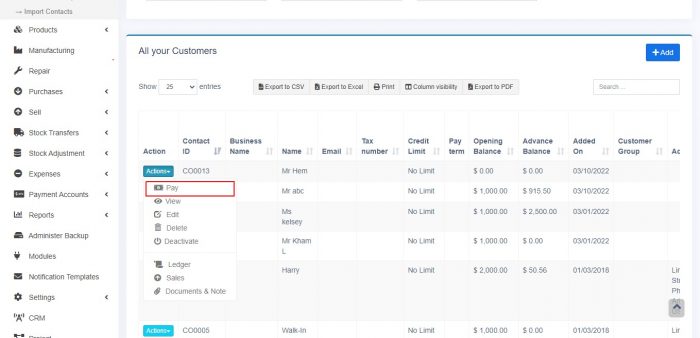 → Import Contacts
Products
Manufacturing
Repair
Purchases
Sell
Stock Transfers
Stock Adjustment
Expenses
Payment Accounts
Reports
Administer Backup
Modules
Notification Templates
Settings
CRM
All your Customers
+ Add
Show 25 entries
Export to CSV Export to Excel Print Column visibility Export to PDF
Search ...
Action Contact ID Business Name Name Email Tax number Credit Limit Pay term Opening Balance Advance Balance Added On Customer Group
Actions CO0013 Mr Hem No Limit $ 0.00 $ 0.00 03/10/2022
Mr abc No Limit $ 1,000.00 $ 915.50 03/10/2022
Ms kelsey No Limit $ 1,000.00 $ 2,500.00 03/01/2022
Mr Kham L No Limit $ 1,000.00 $ 0.00 03/01/2022
Harry No Limit $ 2,000.00 $ 50.56 01/03/2018
Pay
View
Edit
Delete
Deactivate
Ledger
Sales
Documents & Note
Actions CO0005 Walk-In No Limit $ 1,000.00 $ 0.00 01/03/2018